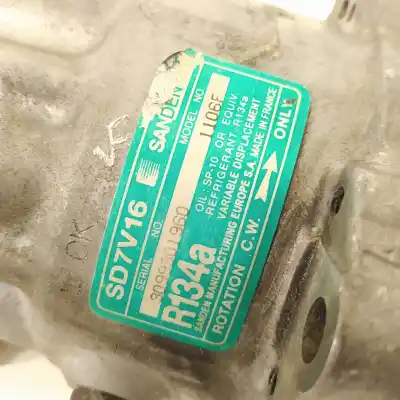 SD7V16 SANDEN
SERIAL NO. MODEL NO.
1106F
R134a
OIL : SP-10 OR EQUIV.
REFRIGERANT R134a
VARIABLE DISPLACEMENT
SANDEN MANUFACTURING EUROPE S.A. MADE IN FRANCE
ROTATION C.W. ONLY
OK